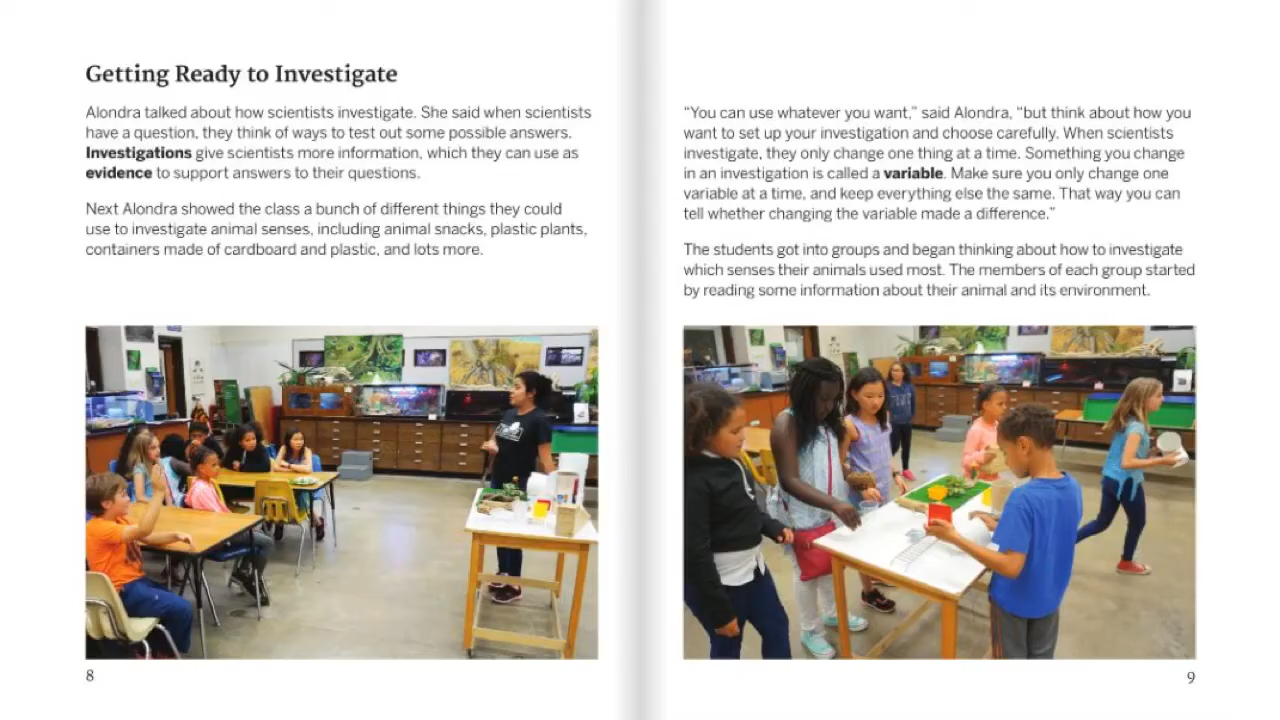 Getting Ready to Investigate
Alondra talked about how scientists investigate. She said when scientists
have a question, they think of ways to test out some possible answers.
Investigations give scientists more information, which they can use as
evidence to support answers to their questions.
Next Alondra showed the class a bunch of different things they could
use to investigate animal senses, including animal snacks, plastic plants,
containers made of cardboard and plastic, and lots more.
8
“You can use whatever you want,” said Alondra, “but think about how you
want to set up your investigation and choose carefully. When scientists
investigate, they only change one thing at a time. Something you change
in an investigation is called a variable. Make sure you only change one
variable at a time, and keep everything else the same. That way you can
tell whether changing the variable made a difference.”
The students got into groups and began thinking about how to investigate
which senses their animals used most. The members of each group started
by reading some information about their animal and its environment.
9